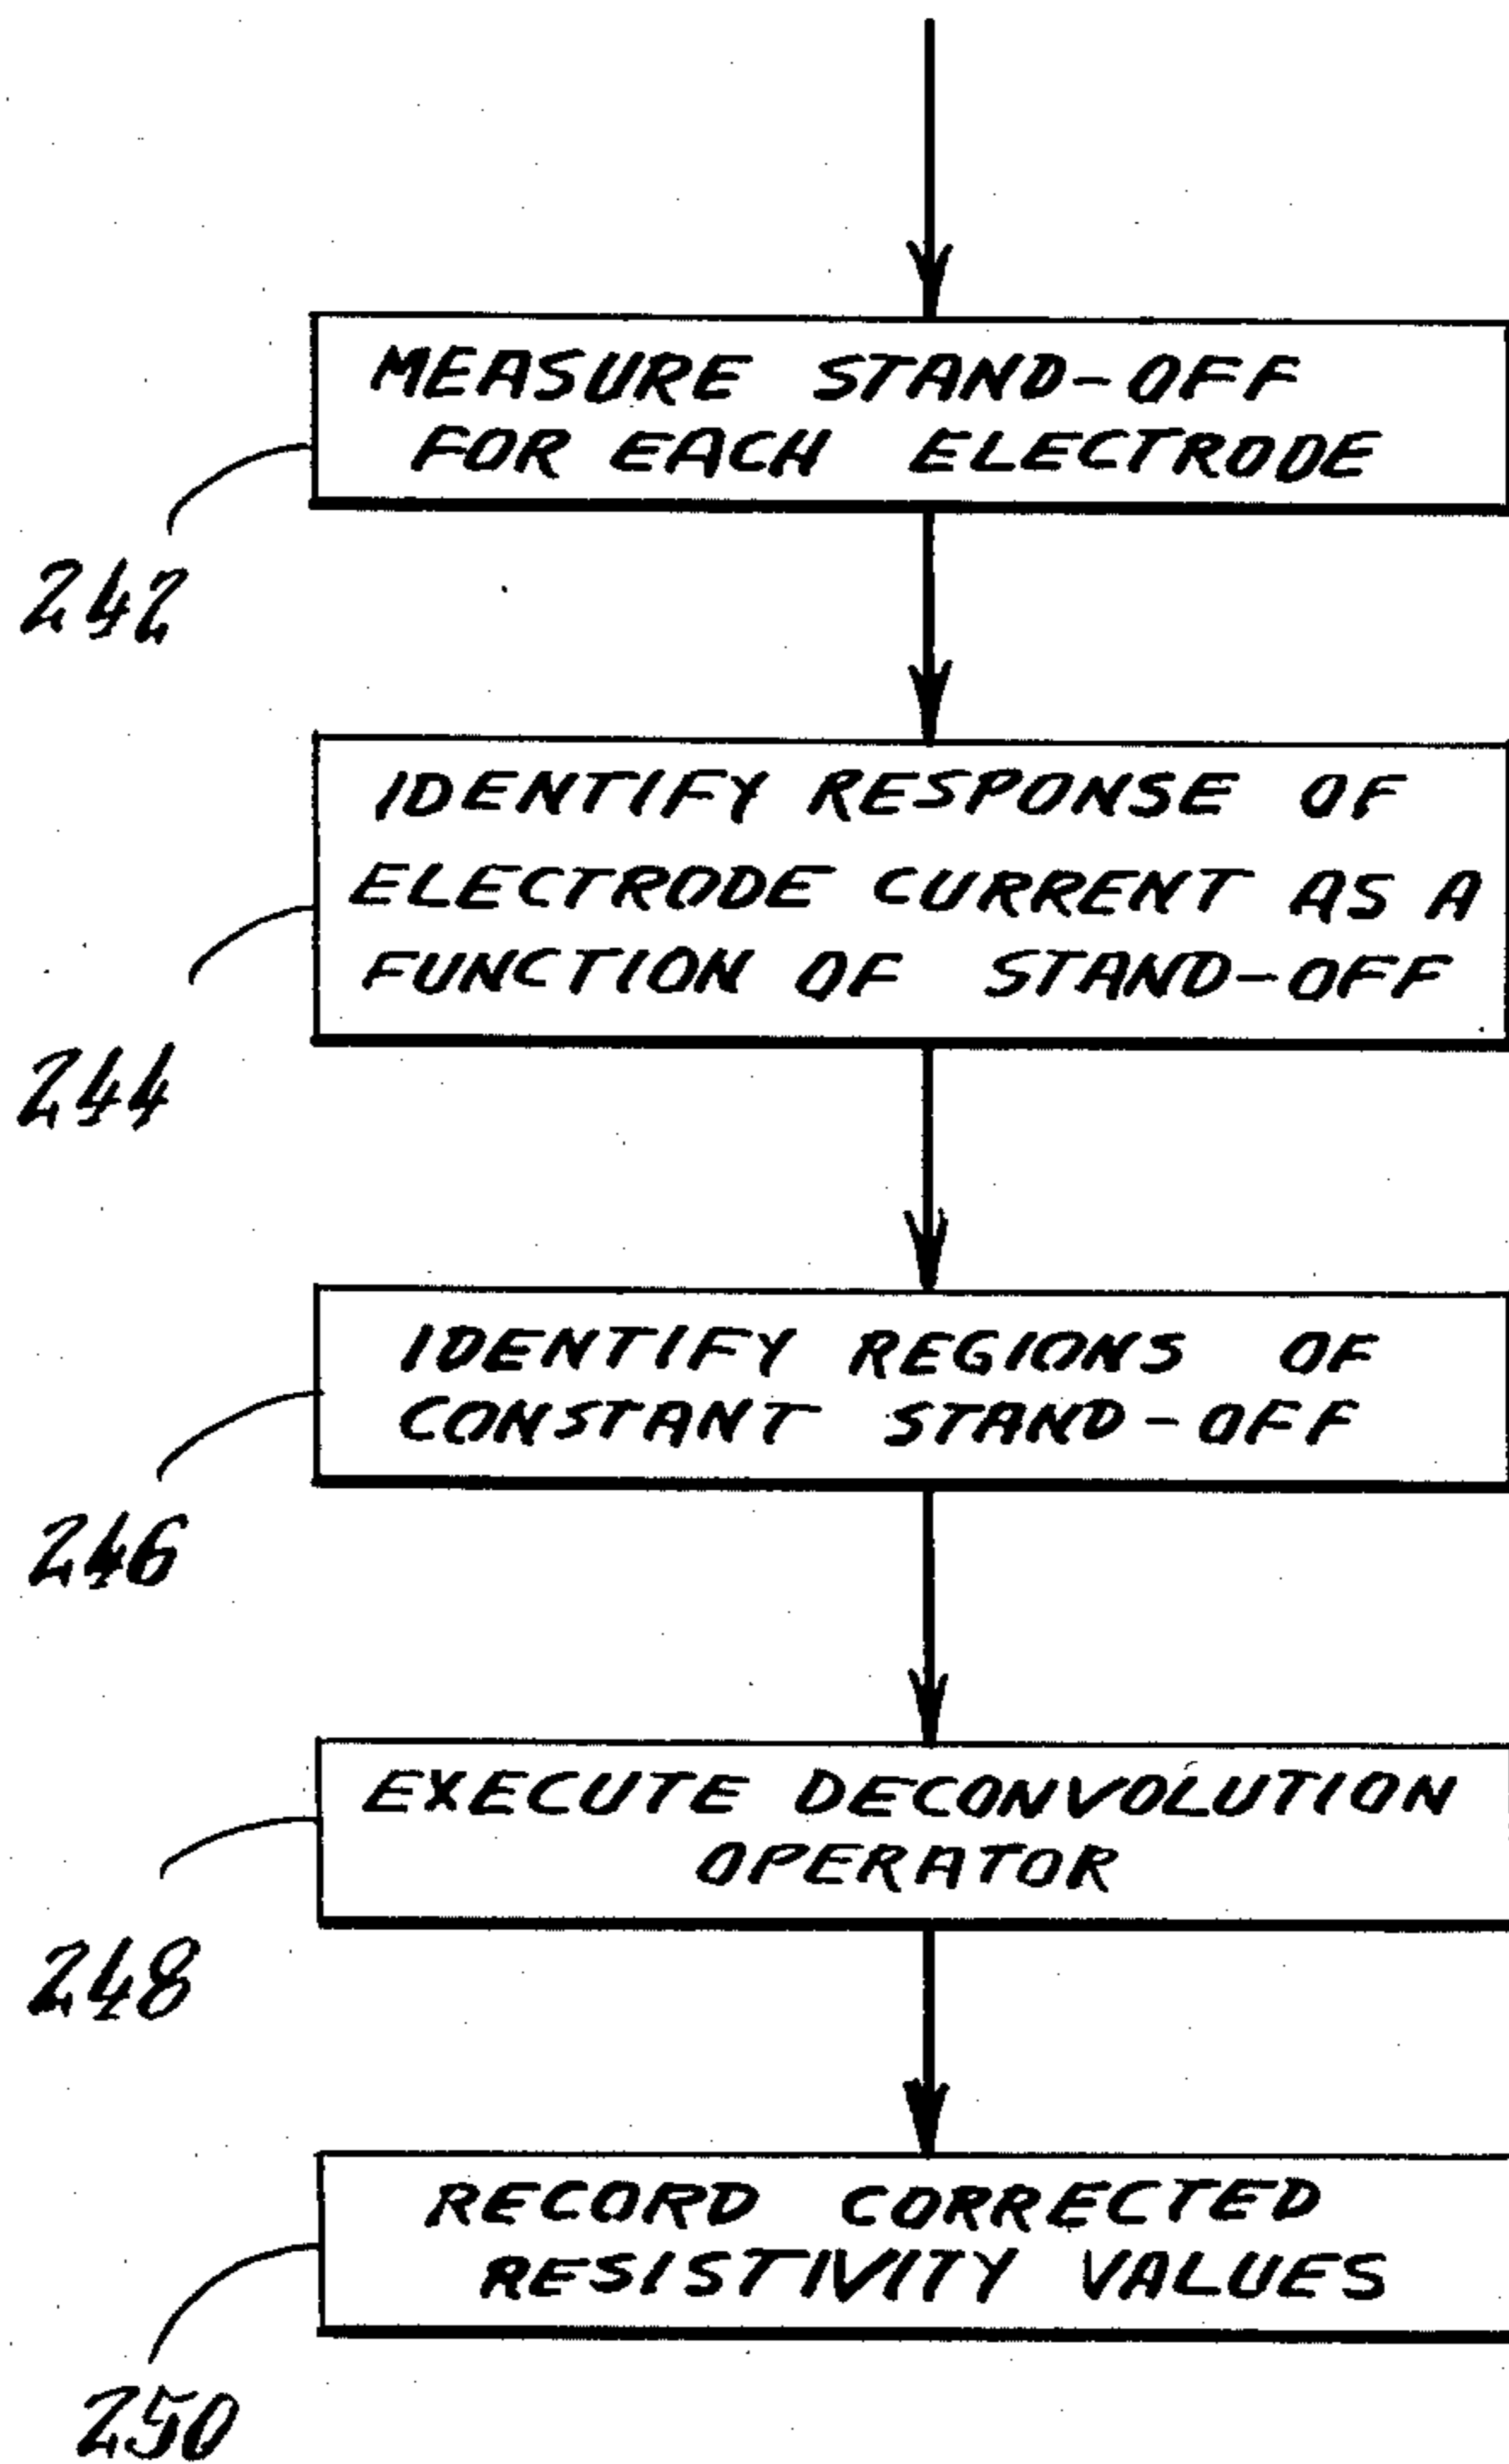 MEASURE STAND-OFF
FOR EACH ELECTRODE
242
IDENTIFY RESPONSE OF
ELECTRODE CURRENT AS A
FUNCTION OF STAND-OFF
244
IDENTIFY REGIONS OF
CONSTANT STAND-OFF
246
EXECUTE DECONVOLUTION
OPERATOR
248
RECORD CORRECTED
RESISTIVITY VALUES
250